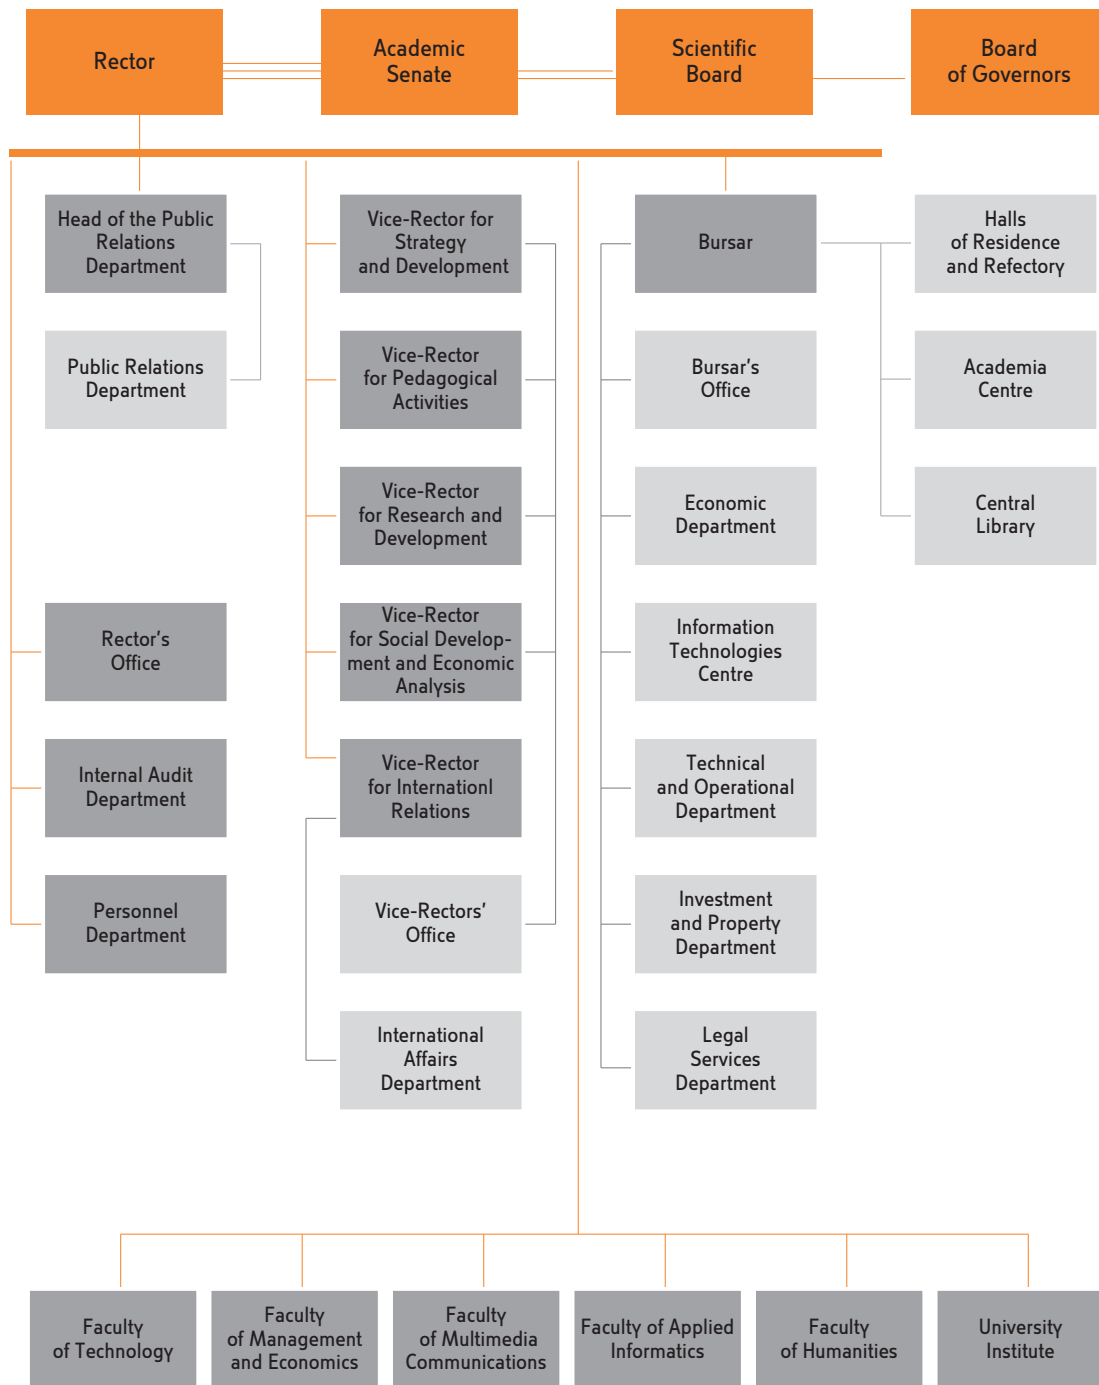 Rector
Academic
Senate
Scientific
Board
Board
of Governors
Head of the Public
Relations
Department
Public Relations
Department
Rector's
Office
Internal Audit
Department
Personnel
Department
Vice-Rector for
Strategy
and Development
Vice-Rector
for Pedagogical
Activities
Vice-Rector
for Research and
Development
Vice-Rector
for Social Develop-
ment and Economic
Analysis
Vice-Rector
for Internationl
Relations
Vice-Rectors'
Office
International
Affairs
Department
Bursar
Bursar's
Office
Economic
Department
Information
Technologies
Centre
Technical
and Operational
Department
Investment
and Property
Department
Legal
Services
Department
Halls
of Residence
and Refectory
Academia
Centre
Central
Library
Faculty
of Technology
Faculty
of Management
and Economics
Faculty
of Multimedia
Communications
Faculty of Applied
Informatics
Faculty
of Humanities
University
Institute